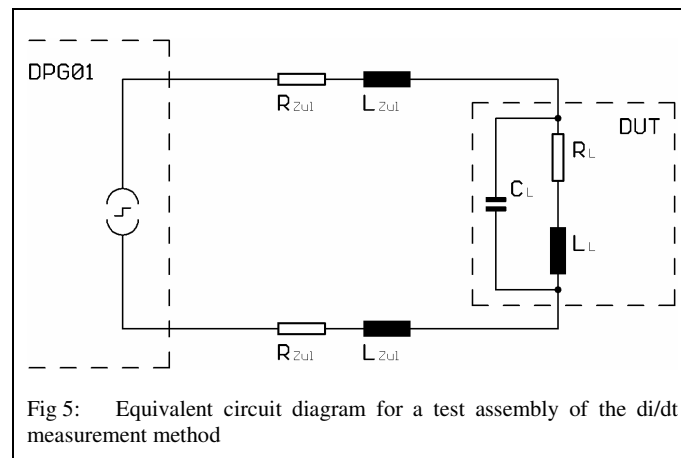 DPG01
RZul LZul
DUT
RL
CL
LL
RZul LZul
Fig 5: Equivalent circuit diagram for a test assembly of the di/dt
measurement method